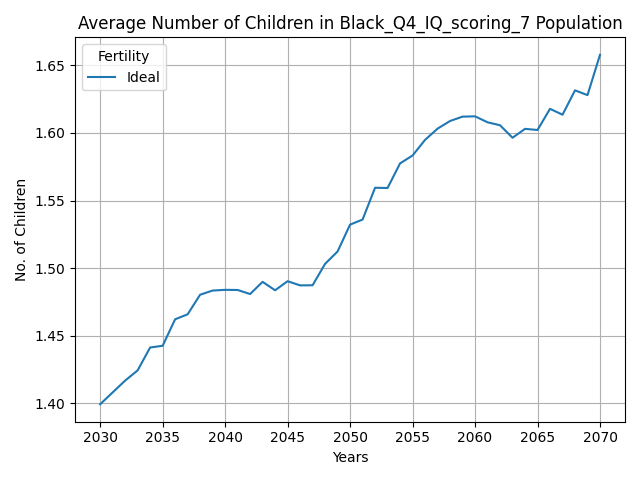 Average Number of Children in Black_Q4_IQ_scoring_7 Population
Fertility
Ideal
No. of Children
1.65
1.60
1.55
1.50
1.45
1.40
2030 2035 2040 2045 2050 2055 2060 2065 2070
Years